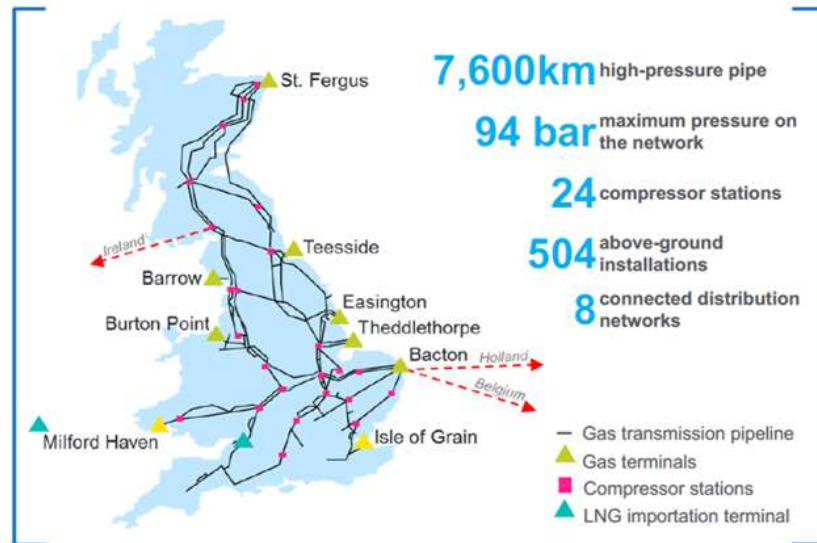 St. Fergus
Ireland
Teesside
Barrow
Easington
Burton Point
Theddlethorpe
Bacton
Holland
Belgium
Milford Haven
Isle of Grain
7,600km high-pressure pipe
94 bar maximum pressure on
the network
24 compressor stations
504 above-ground
installations
8 connected distribution
networks
Gas transmission pipeline
Gas terminals
Compressor stations
LNG importation terminal